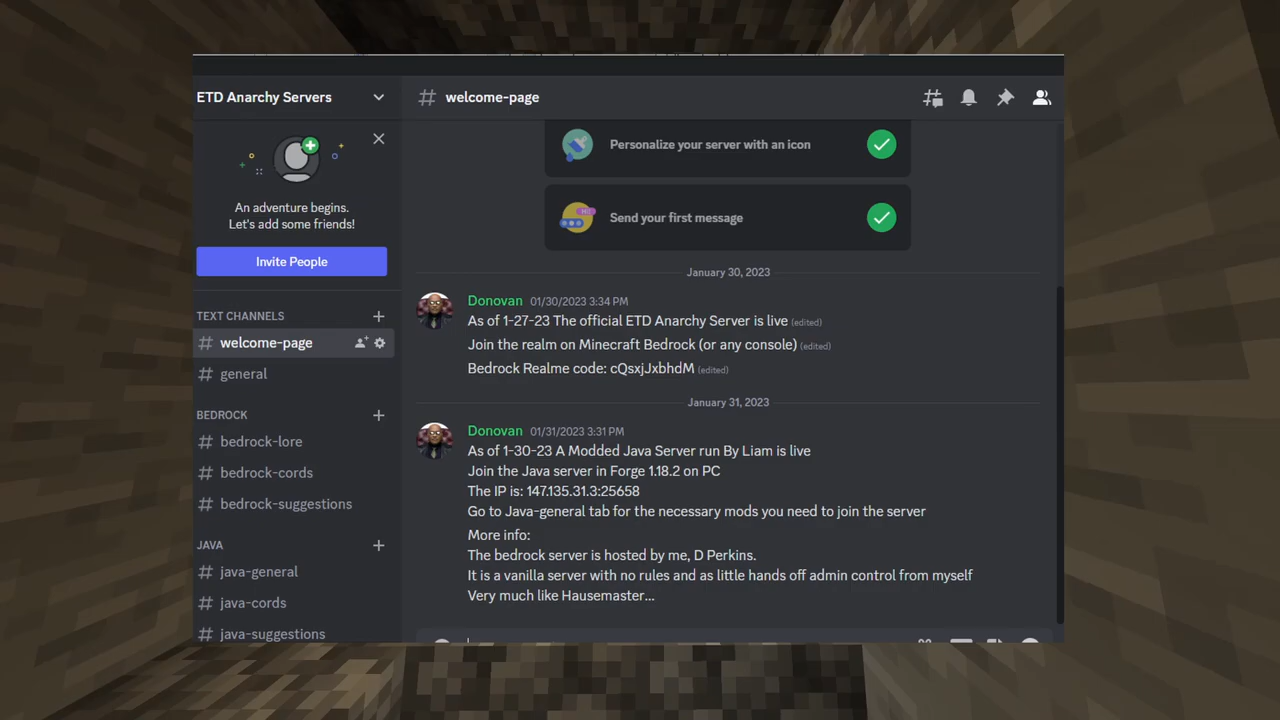 ETD Anarchy Servers
An adventure begins.
Let's add some friends!
Invite People
TEXT CHANNELS
welcome-page
general
BEDROCK
bedrock-lore
bedrock-cords
bedrock-suggestions
JAVA
java-general
java-cords
java-suggestions
welcome-page
Personalize your server with an icon
Send your first message
January 30, 2023
Donovan 01/30/2023 3:34 PM
As of 1-27-23 The official ETD Anarchy Server is live (edited)
Join the realm on Minecraft Bedrock (or any console) (edited)
Bedrock Realme code: cQsxjJxbhdM (edited)
January 31, 2023
Donovan 01/31/2023 3:31 PM
As of 1-30-23 A Modded Java Server run By Liam is live
Join the Java server in Forge 1.18.2 on PC
The IP is: 147.135.31.3:25658
Go to Java-general tab for the necessary mods you need to join the server
More info:
The bedrock server is hosted by me, D Perkins.
It is a vanilla server with no rules and as little hands off admin control from myself
Very much like Hausemaster...